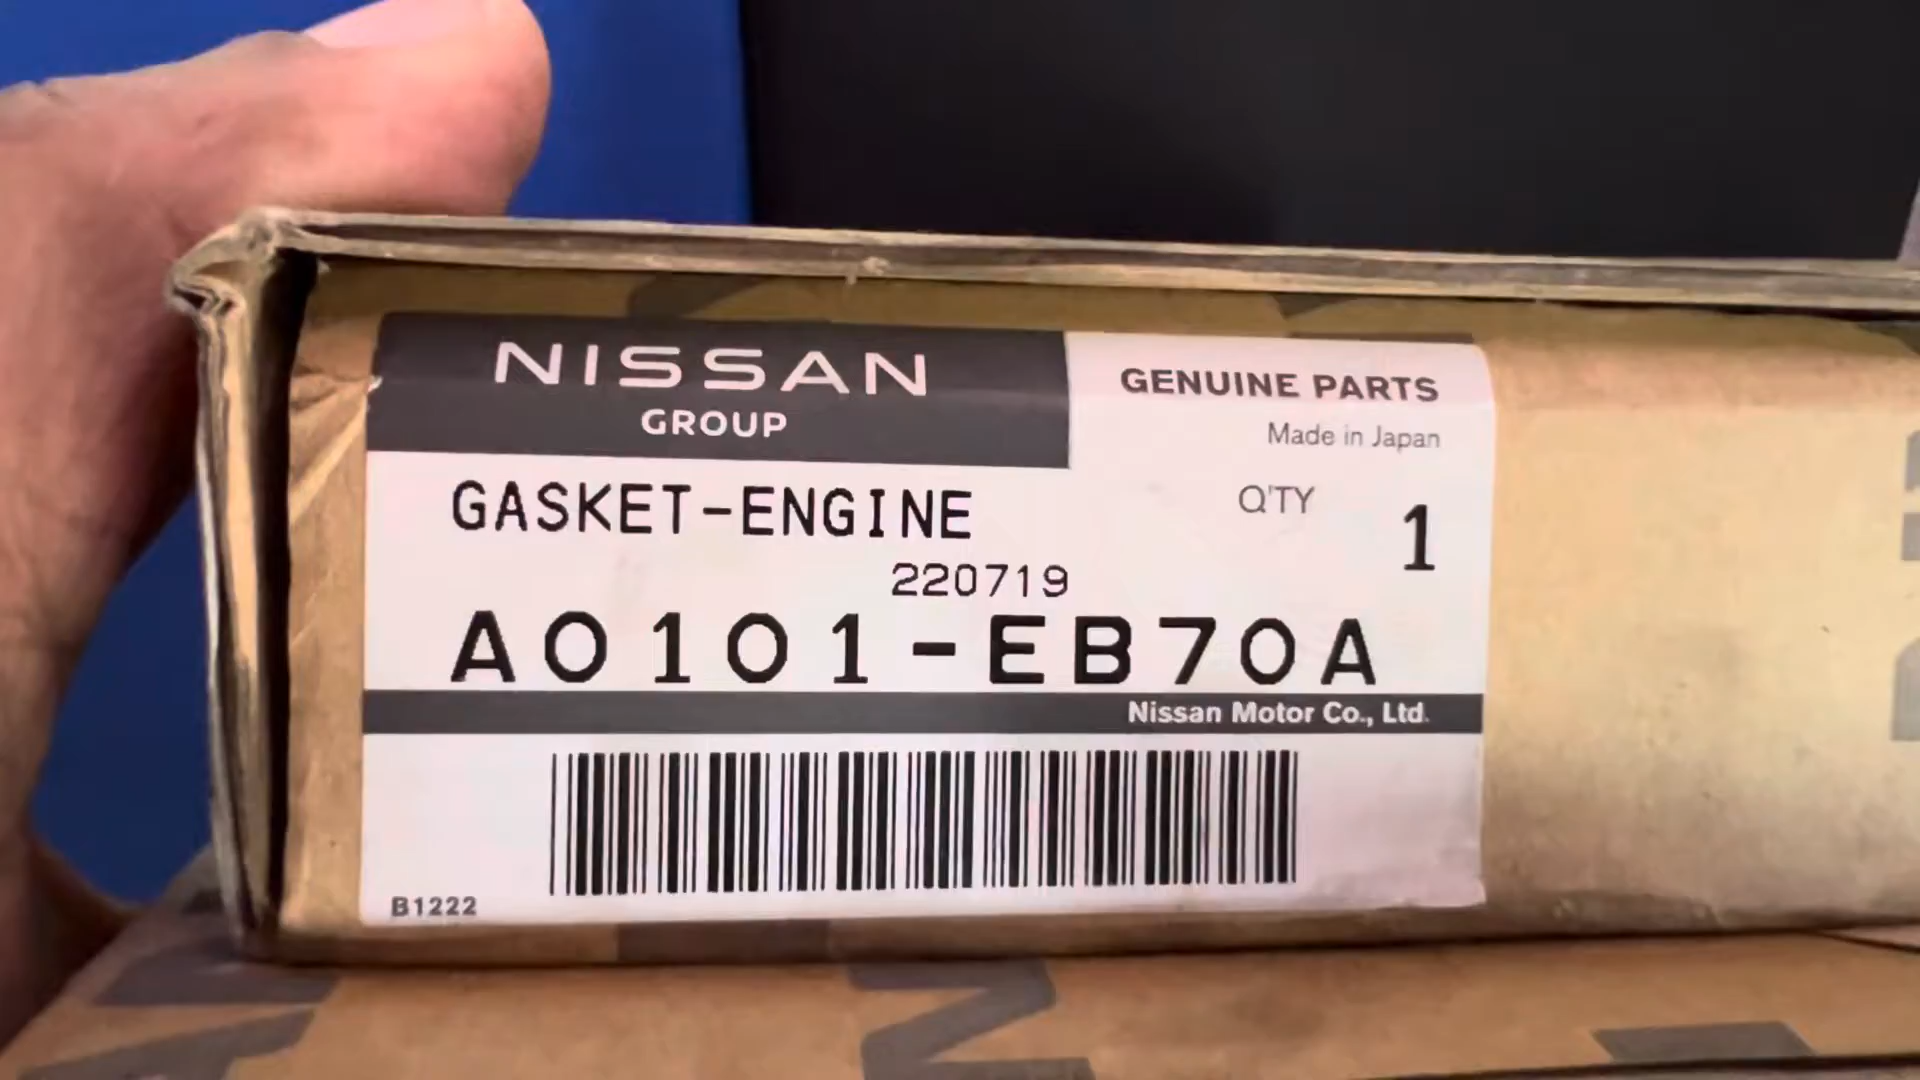 NISSAN
GROUP
GENUINE PARTS
Made in Japan
GASKET-ENGINE
Q'TY 1
220719
A0101-EB70A
Nissan Motor Co., Ltd.
B1222